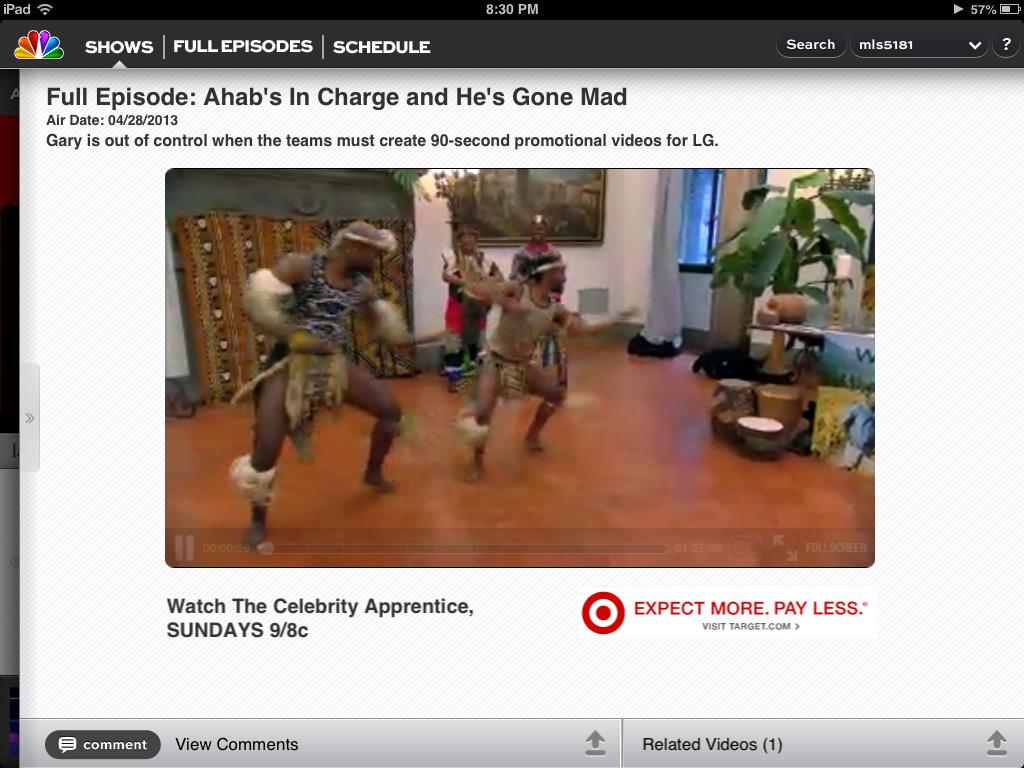 iPad
8:30 PM
57%
SHOWS
FULL EPISODES
SCHEDULE
Search
mls5181
?
Full Episode: Ahab's In Charge and He's Gone Mad
Air Date: 04/28/2013
Gary is out of control when the teams must create 90-second promotional videos for LG.
00:00:29
01:25:08
CC
FULLSCREEN
Watch The Celebrity Apprentice,
SUNDAYS 9/8c
EXPECT MORE. PAY LESS.®
VISIT TARGET.COM >
comment
View Comments
Related Videos (1)